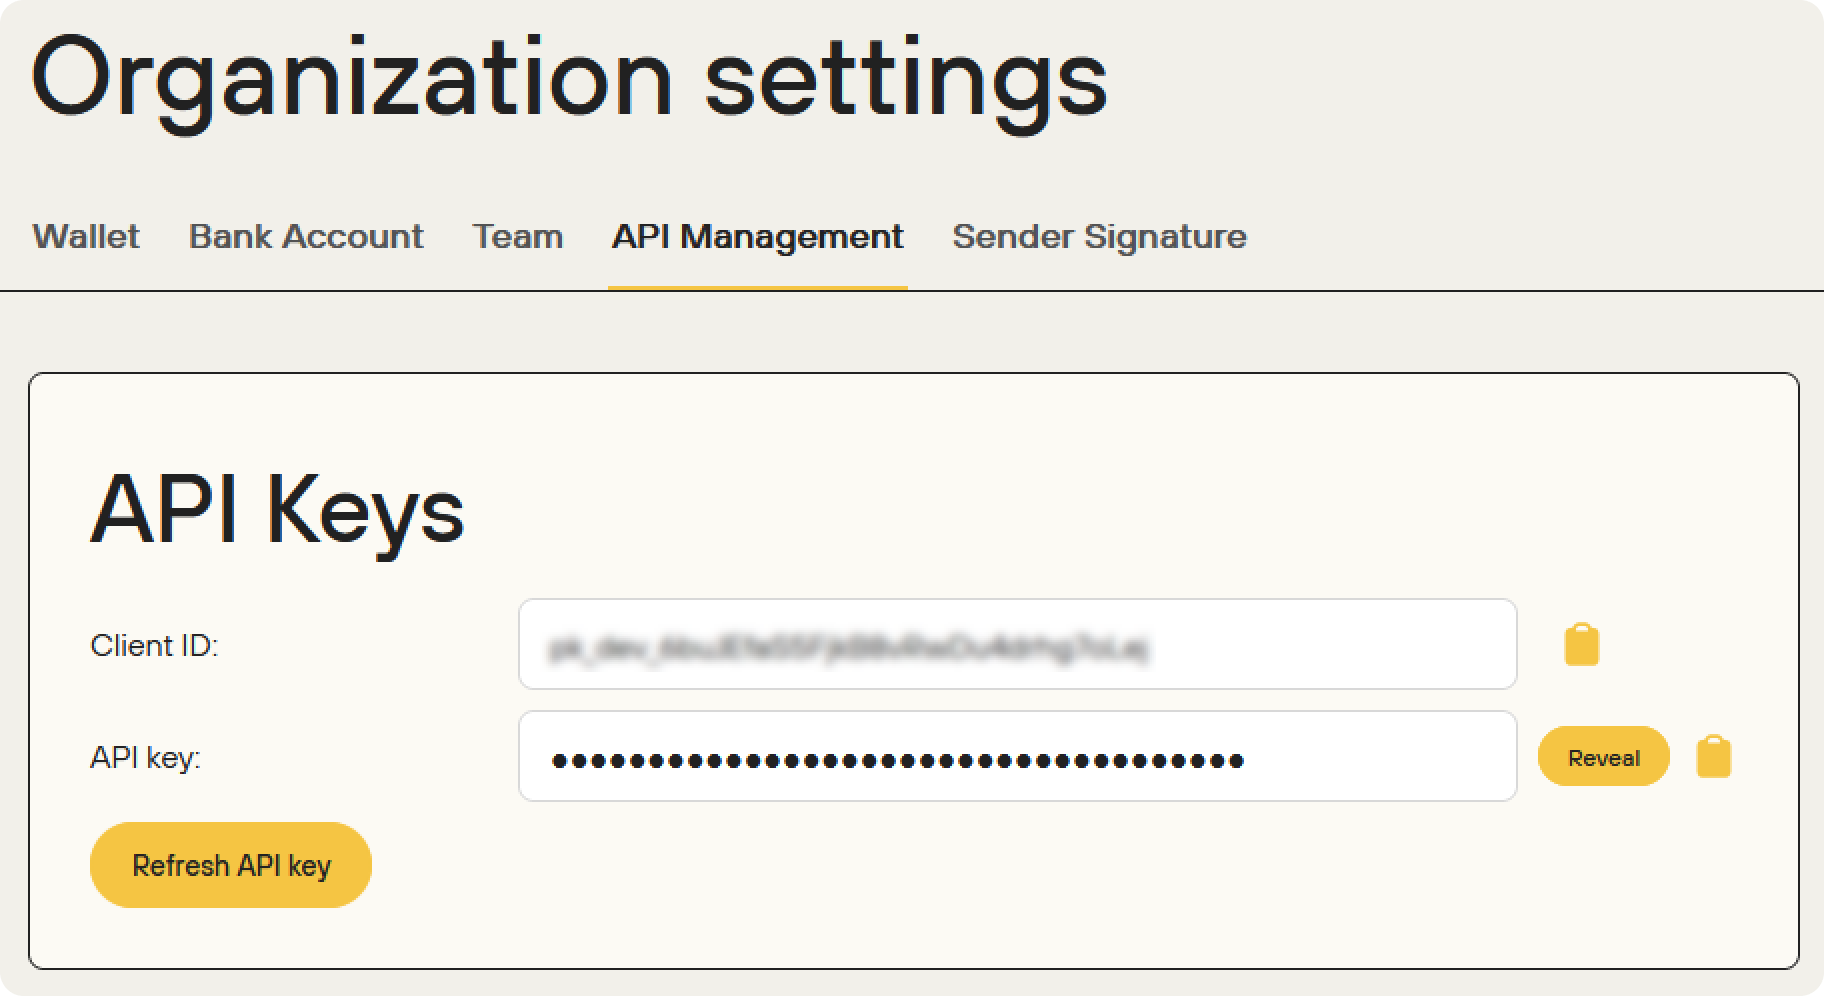 Organization settings
Wallet Bank Account Team API Management Sender Signature
API Keys
Client ID:
API key: ●●●●●●●●●●●●●●●●●●●●●●●●●●●●●●●●●●●● Reveal
Refresh API key